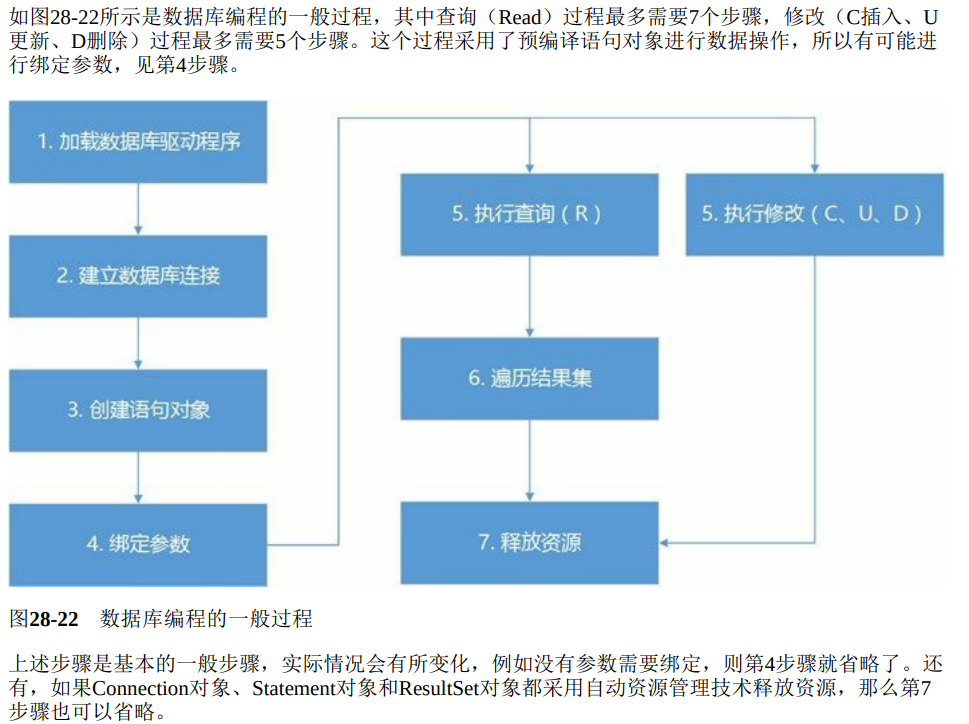 如图28-22所示是数据库编程的一般过程，其中查询（Read）过程最多需要7个步骤，修改（C插入、U
更新、D删除）过程最多需要5个步骤。这个过程采用了预编译语句对象进行数据操作，所以有可能进
行绑定参数，见第4步骤。
1. 加载数据库驱动程序
2. 建立数据库连接
3. 创建语句对象
4. 绑定参数
5. 执行查询（R）
5. 执行修改（C、U、D）
6. 遍历结果集
7. 释放资源
图28-22 数据库编程的一般过程
上述步骤是基本的一般步骤，实际情况会有所变化，例如没有参数需要绑定，则第4步骤就省略了。还
有，如果Connection对象、Statement对象和ResultSet对象都采用自动资源管理技术释放资源，那么第7
步骤也可以省略。